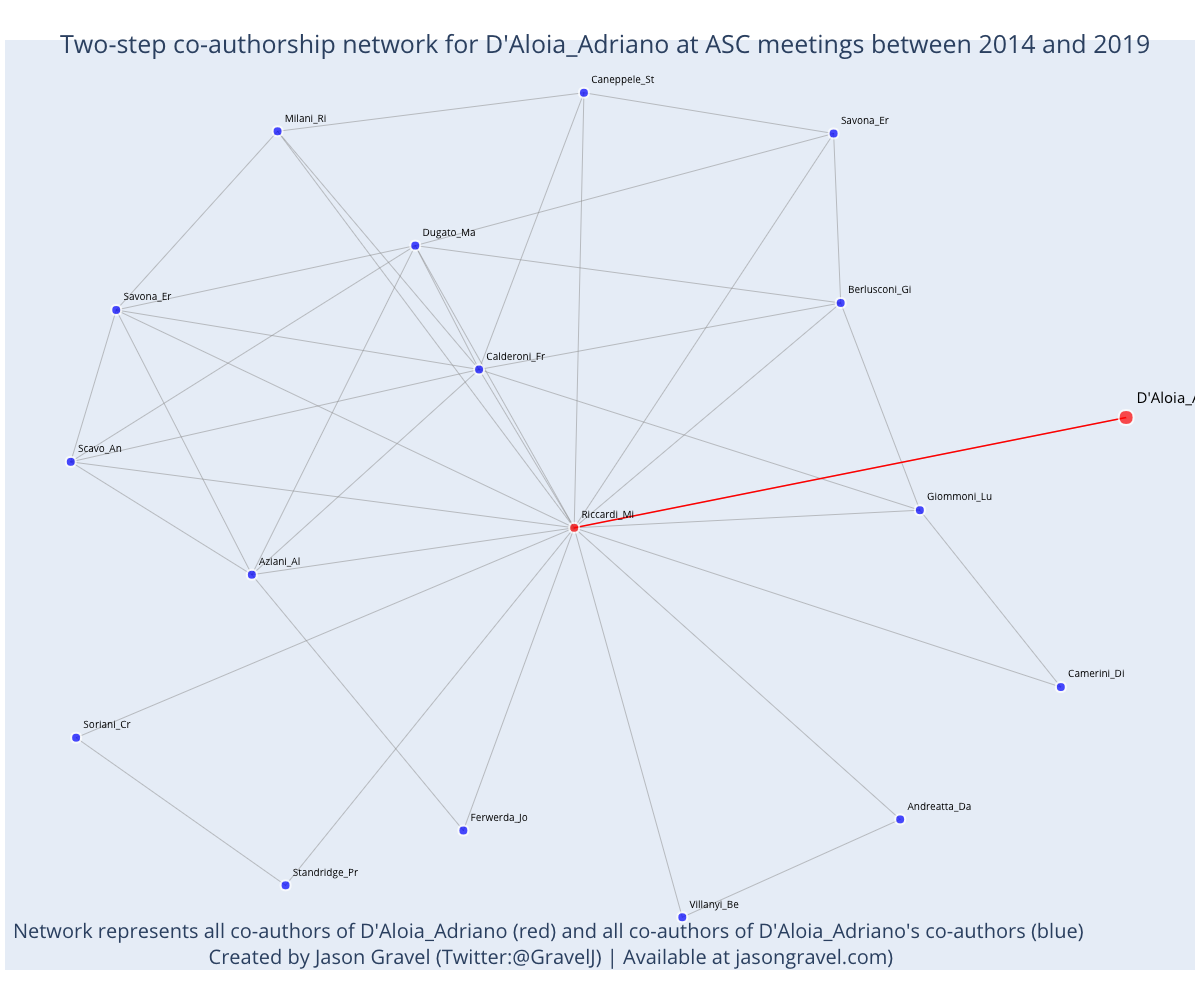 Two-step co-authorship network for D'Aloia_Adriano at ASC meetings between 2014 and 2019
Caneppele_St
Milani_Ri
Savona_Er
Dugato_Ma
Berlusconi_Gi
Savona_Er
Calderoni_Fr
D'Aloia_A
Scavo_An
Giommoni_Lu
Riccardi_Mi
Aziani_Al
Camerini_Di
Soriani_Cr
Andreatta_Da
Ferwerda_Jo
Standridge_Pr
Villanyi_Be
Network represents all co-authors of D'Aloia_Adriano (red) and all co-authors of D'Aloia_Adriano's co-authors (blue)
Created by Jason Gravel (Twitter:@GravelJ) | Available at jasongravel.com)